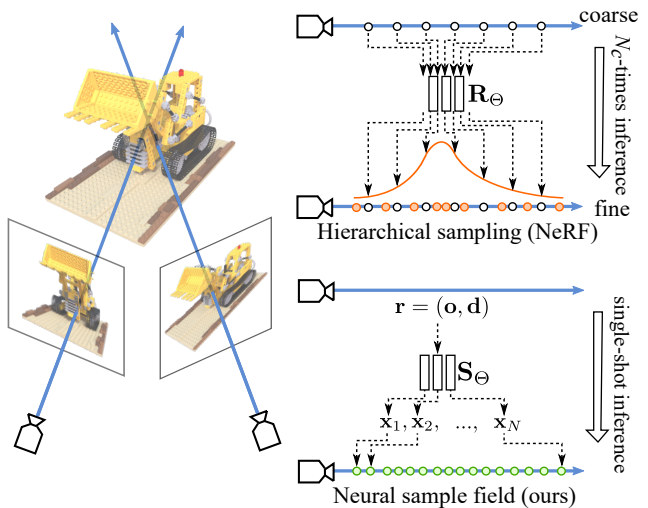 coarse
N_c-times inference
R_Θ
fine
Hierarchical sampling (NeRF)
r = (o, d)
single-shot inference
S_Θ
x_1, x_2, ..., x_N
Neural sample field (ours)